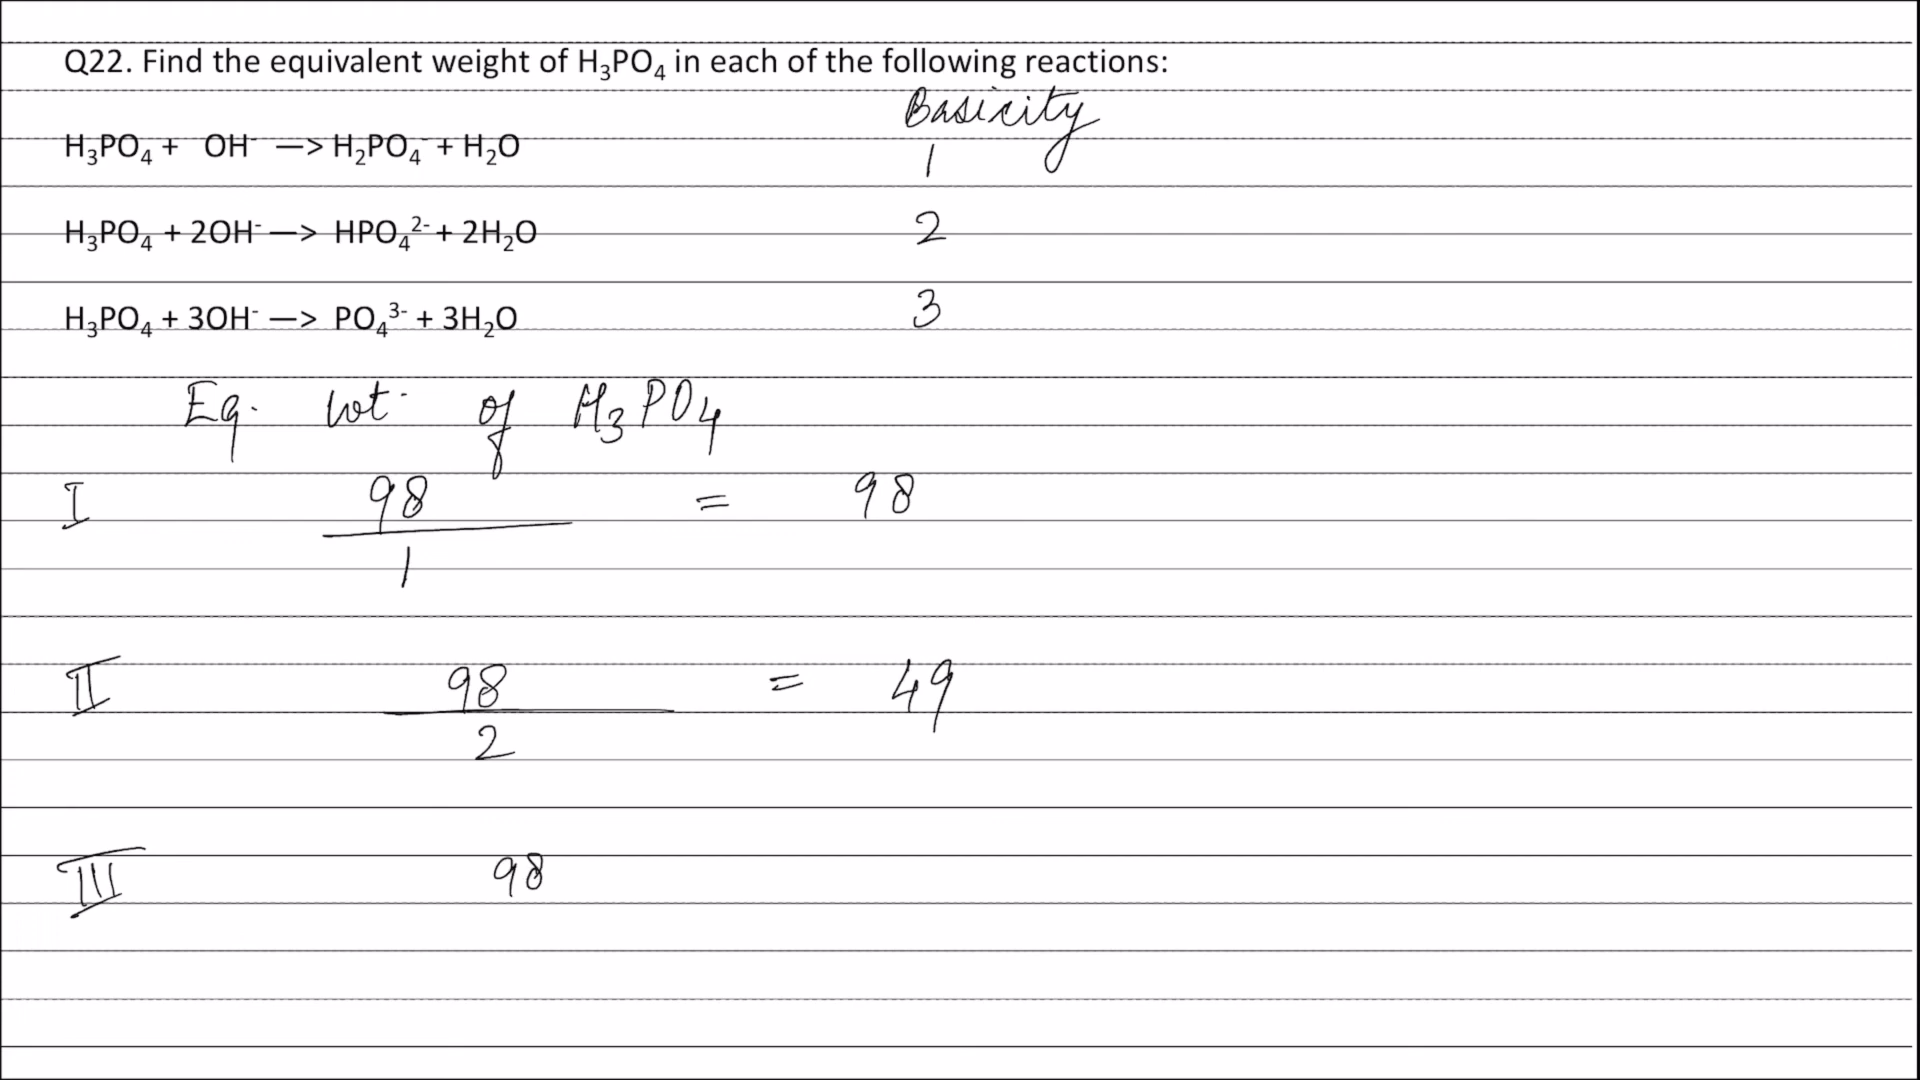 Q22. Find the equivalent weight of H₃PO₄ in each of the following reactions:
Basicity
H₃PO₄ + OH⁻ —> H₂PO₄⁻ + H₂O 1
H₃PO₄ + 2OH⁻ —> HPO₄²⁻ + 2H₂O 2
H₃PO₄ + 3OH⁻ —> PO₄³⁻ + 3H₂O 3
Eq. wt. of H₃PO₄
I 98 = 98
1
II 98 = 49
2
III 98